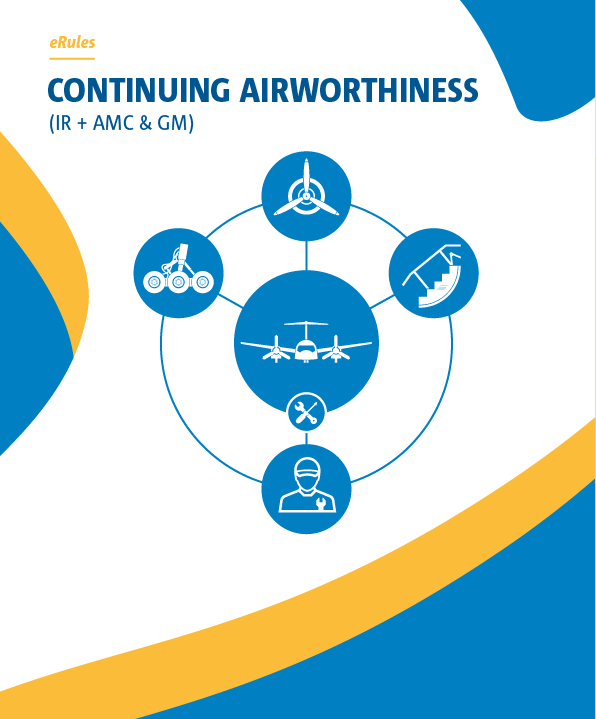 eRules
CONTINUING AIRWORTHINESS
(IR + AMC & GM)